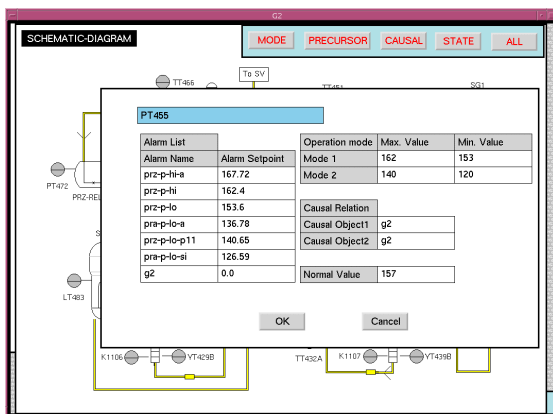 G2
SCHEMATIC-DIAGRAM
MODE PRECURSOR CAUSAL STATE ALL
To SV
TT466
TT451
SG1
PT455
Alarm List
Alarm Name Alarm Setpoint
prz-p-hi-a 167.72
prz-p-hi 162.4
prz-p-lo 153.6
pra-p-lo-a 136.78
prz-p-lo-p11 140.65
pra-p-lo-si 126.59
g2 0.0
Operation mode Max. Value Min. Value
Mode 1 162 153
Mode 2 140 120
Causal Relation
Causal Object1 g2
Causal Object2 g2
Normal Value 157
OK Cancel
PT472
PRZ-REL
S
LT483
K1106 YT429B
TT432A K1107 YT439B